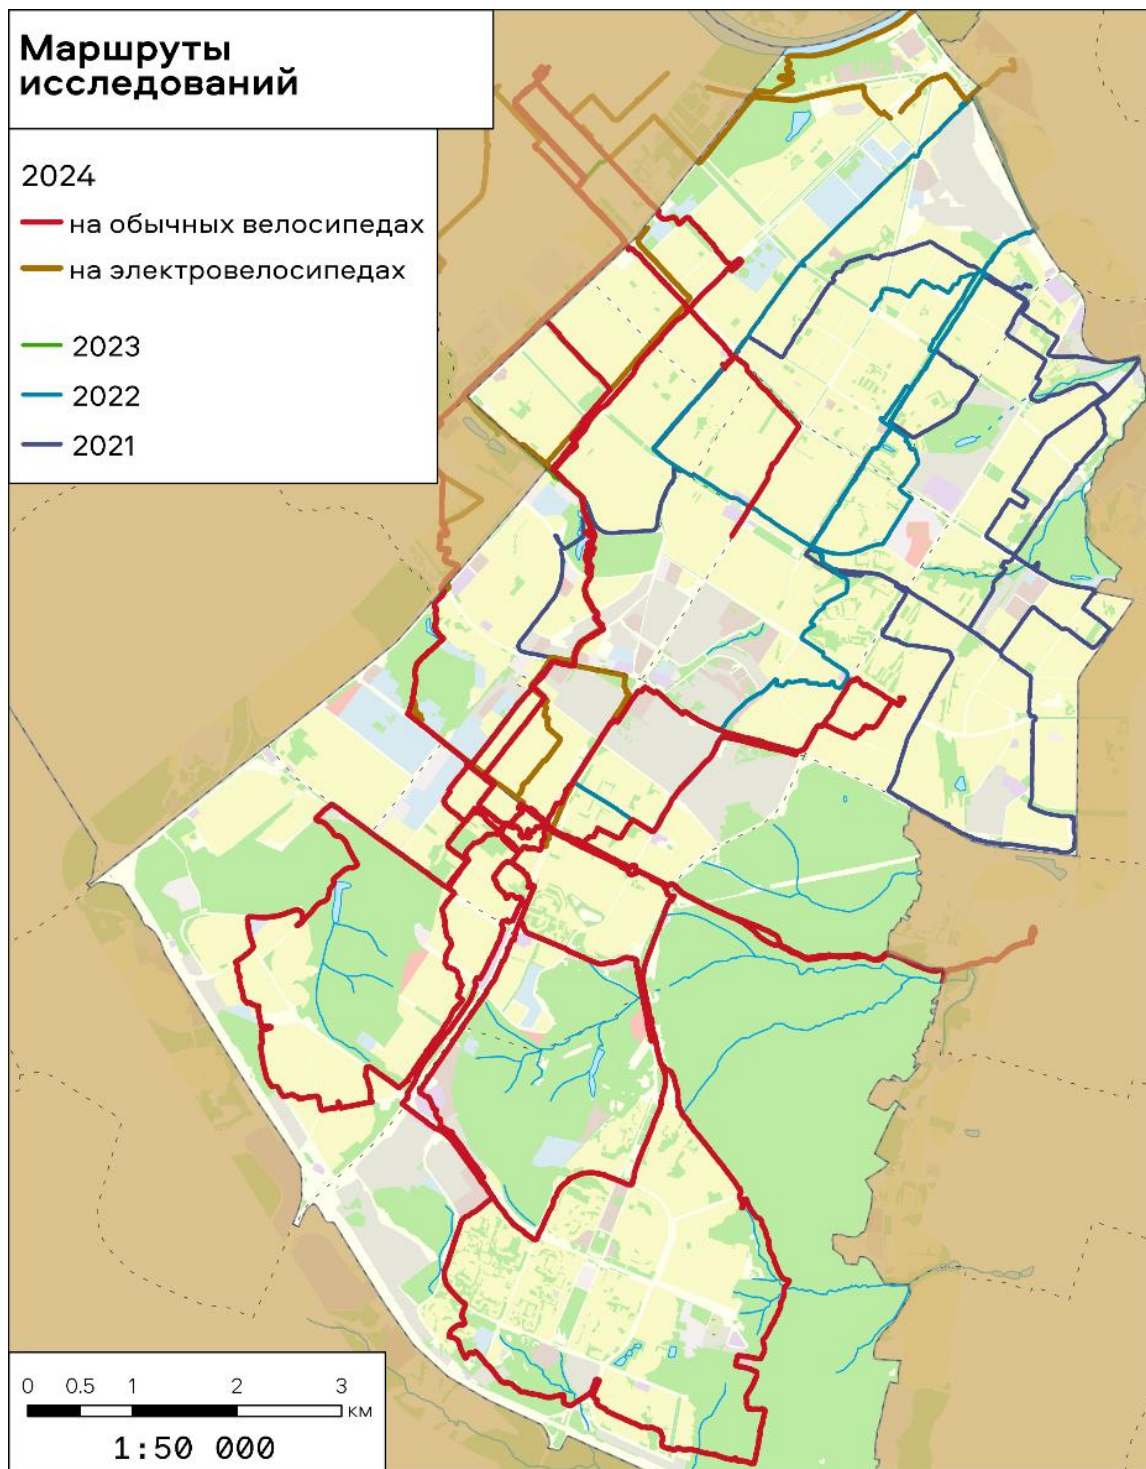 Маршруты
исследований
2024
на обычных велосипедах
на электровелосипедах
2023
2022
2021
0 0.5 1 2 3
км
1:50 000